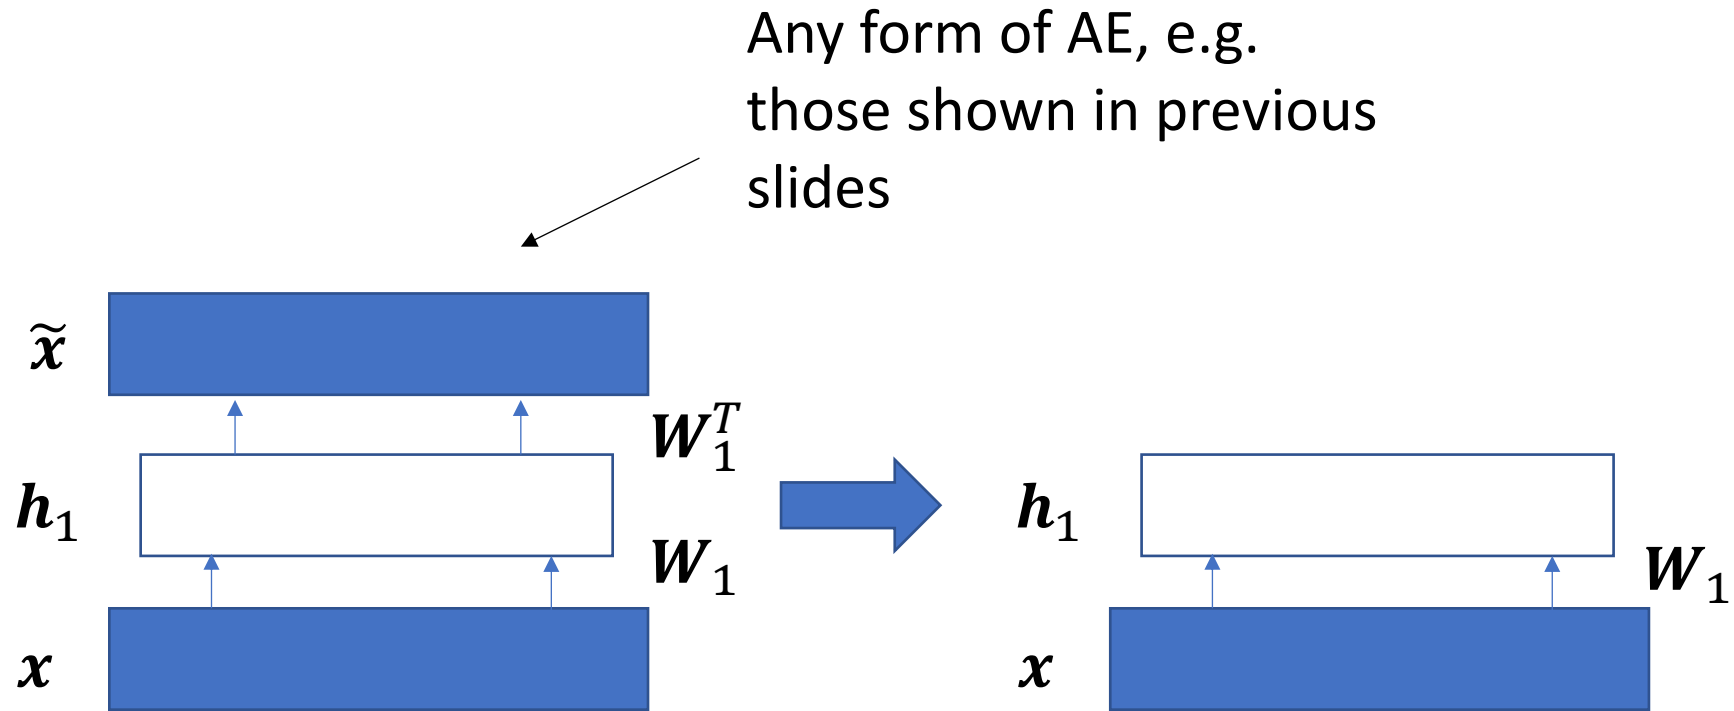 Any form of AE, e.g.
those shown in previous
slides
x̃
W₁ᵀ
h₁
W₁
x
h₁
W₁
x